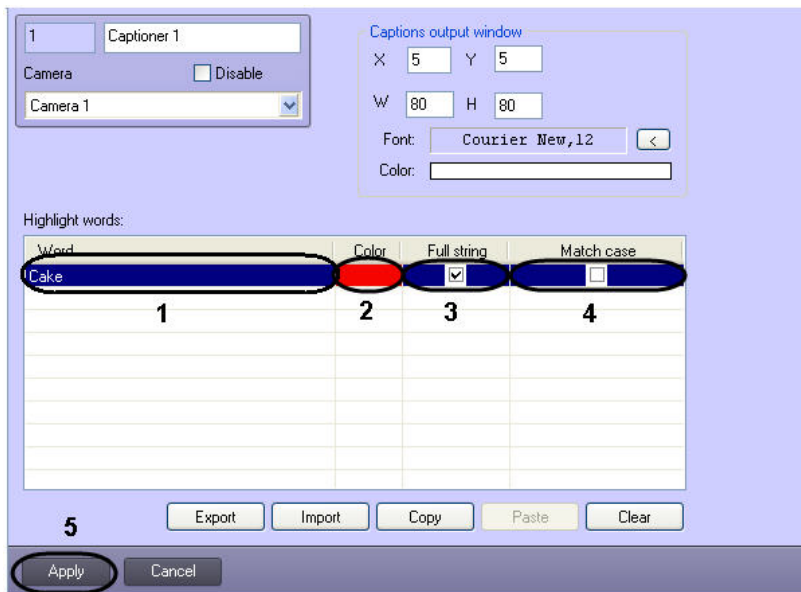 1 Captioner 1
Camera Disable
Camera 1
Captions output window
X 5 Y 5
W 80 H 80
Font: Courier New,12 <
Color:
Highlight words:
Word Color Full string Match case
Cake
1 2 3 4
Export Import Copy Paste Clear
5
Apply Cancel